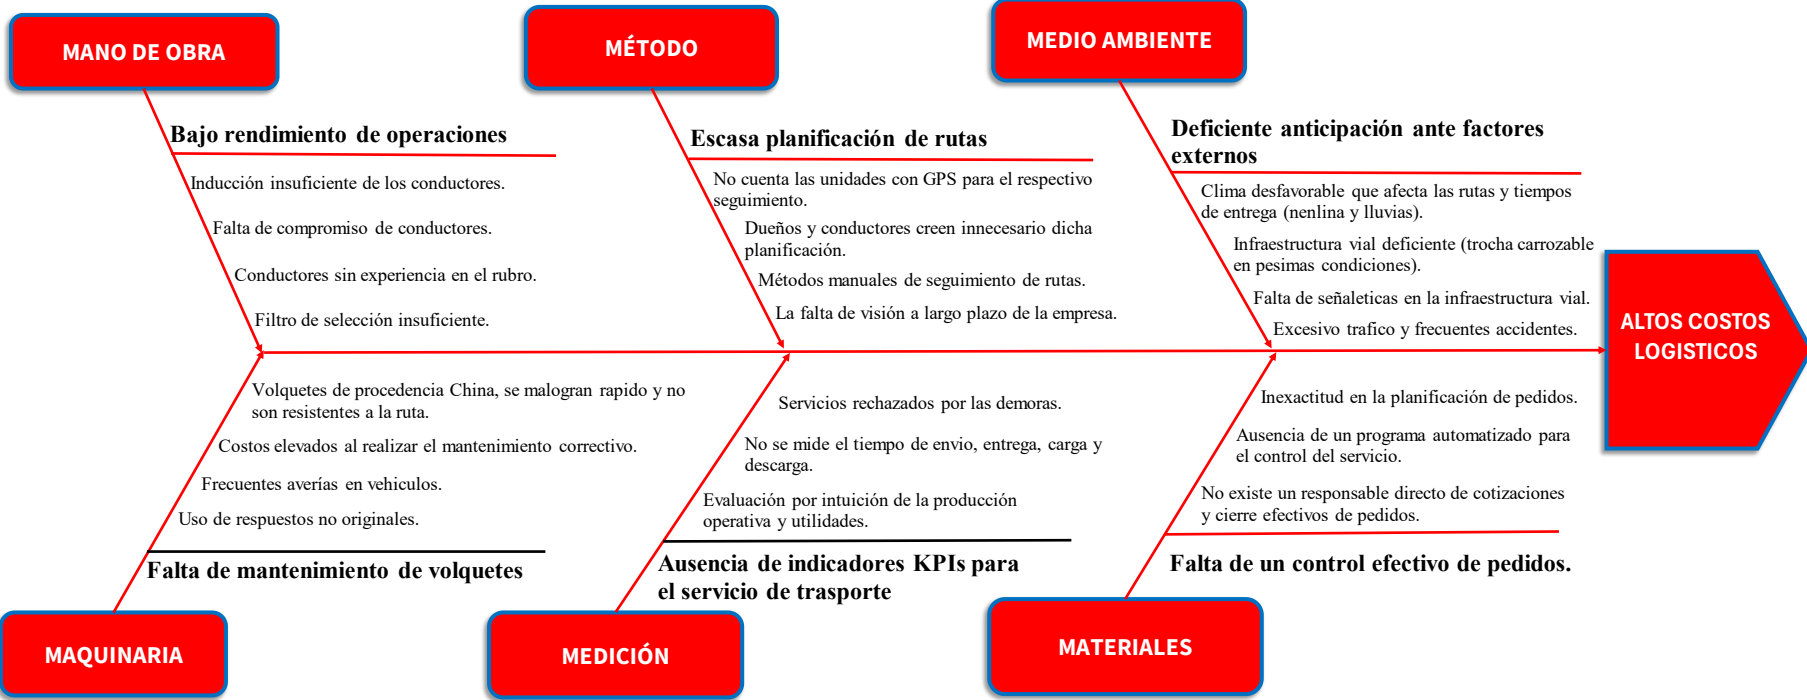 MANO DE OBRA
Bajo rendimiento de operaciones
Inducción insuficiente de los conductores.
Falta de compromiso de conductores.
Conductores sin experiencia en el rubro.
Filtro de selección insuficiente.
MÉTODO
Escasa planificación de rutas
No cuenta las unidades con GPS para el respectivo
seguimiento.
Dueños y conductores creen innecesario dicha
planificación.
Métodos manuales de seguimiento de rutas.
La falta de visión a largo plazo de la empresa.
MEDIO AMBIENTE
Deficiente anticipación ante factores
externos
Clima desfavorable que afecta las rutas y tiempos
de entrega (nenlina y lluvias).
Infraestructura vial deficiente (trocha carrozable
en pesimas condiciones).
Falta de señaleticas en la infraestructura vial.
Excesivo trafico y frecuentes accidentes.
ALTOS COSTOS
LOGISTICOS
Volquetes de procedencia China, se malogran rapido y no
son resistentes a la ruta.
Costos elevados al realizar el mantenimiento correctivo.
Frecuentes averías en vehiculos.
Uso de respuestos no originales.
Falta de mantenimiento de volquetes
MAQUINARIA
Servicios rechazados por las demoras.
No se mide el tiempo de envio, entrega, carga y
descarga.
Evaluación por intuición de la producción
operativa y utilidades.
Ausencia de indicadores KPIs para
el servicio de trasporte
MEDICIÓN
Inexactitud en la planificación de pedidos.
Ausencia de un programa automatizado para
el control del servicio.
No existe un responsable directo de cotizaciones
y cierre efectivos de pedidos.
Falta de un control efectivo de pedidos.
MATERIALES